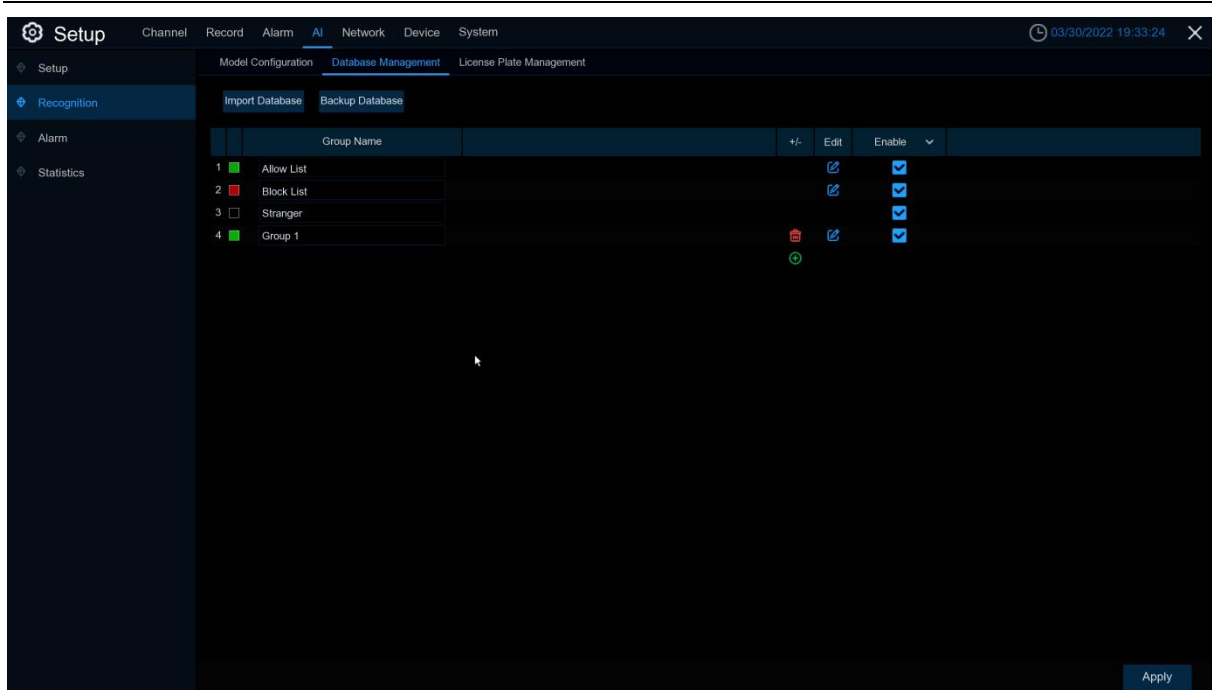 Setup Channel Record Alarm AI Network Device System 03/30/2022 19:33:24
Setup
Recognition
Alarm
Statistics
Model Configuration Database Management License Plate Management
Import Database Backup Database
Group Name +/- Edit Enable
1 Allow List
2 Block List
3 Stranger
4 Group 1
Apply